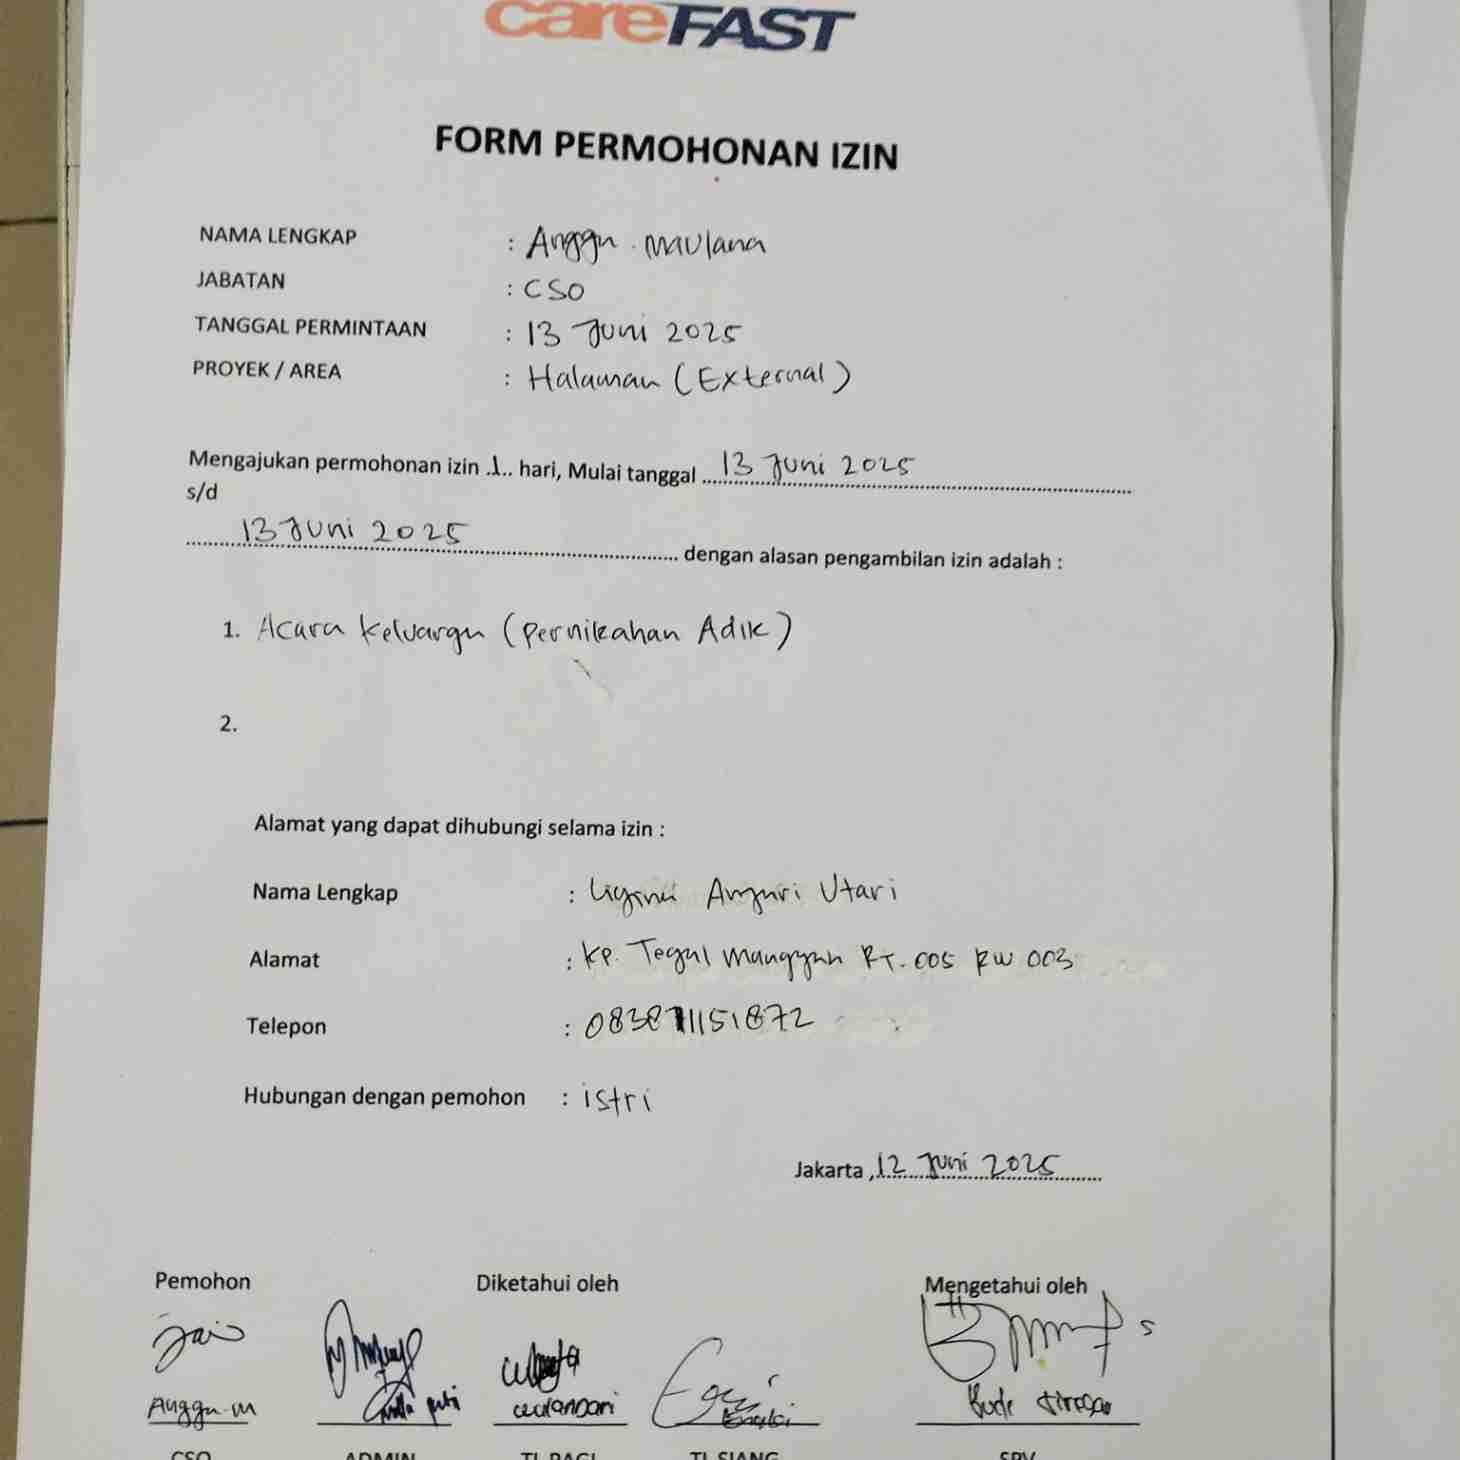 careFAST
FORM PERMOHONAN IZIN
NAMA LENGKAP : Angga Maulana
JABATAN : CSO
TANGGAL PERMINTAAN : 13 Juni 2025
PROYEK / AREA : Halaman (External)
Mengajukan permohonan izin .1.. hari, Mulai tanggal 13 Juni 2025
s/d
13 Juni 2025 dengan alasan pengambilan izin adalah :
1. Acara Keluarga (Pernikahan Adik)
2.
Alamat yang dapat dihubungi selama izin :
Nama Lengkap : Utari
Alamat : Kp. Tegal Manggah RT. 005 RW 003
Telepon : 083871151872
Hubungan dengan pemohon : istri
Jakarta , 12 Juni 2025
Pemohon Diketahui oleh Mengetahui oleh
Angga.M wulandari
CSO ADMIN TL PAGI TL SIANG SPV